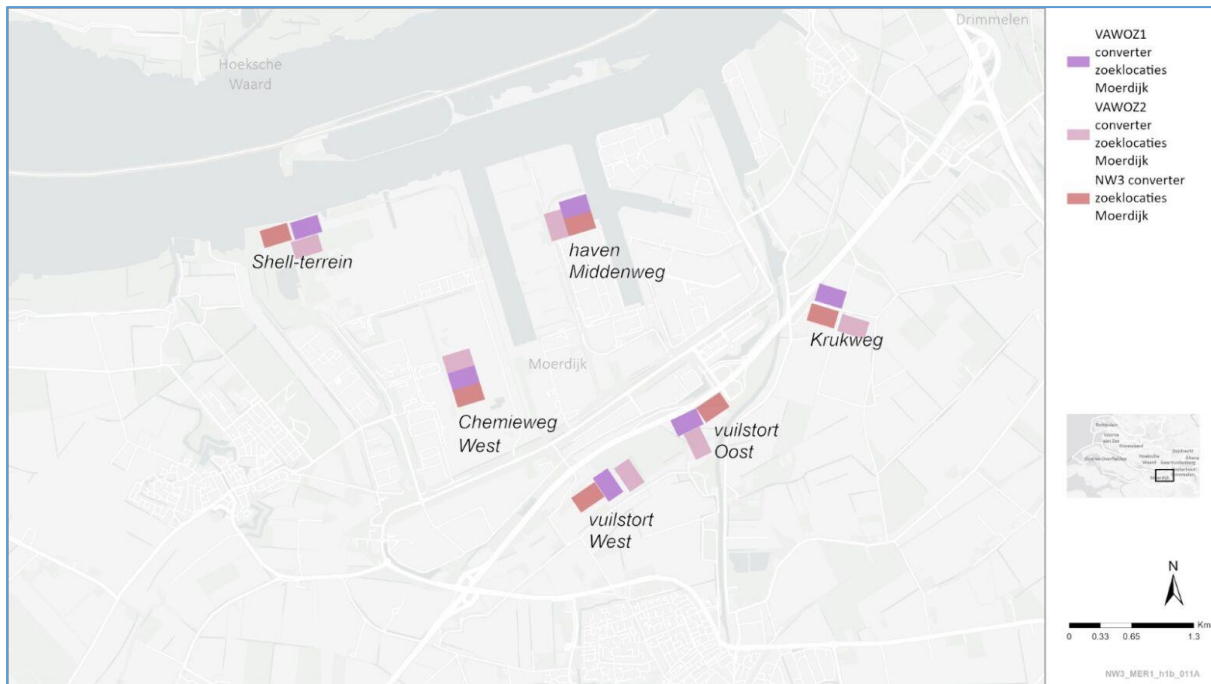 Drimmelen
Hoeksche
Waard
Shell-terrein
haven
Middenweg
Krukweg
Moerdijk
Chemieweg
West
vuilstort
Oost
vuilstort
West
VAWOZ1
converter
zoeklocaties
Moerdijk
VAWOZ2
converter
zoeklocaties
Moerdijk
NW3 converter
zoeklocaties
Moerdijk
N
Km
0 0.33 0.65 1.3
NW3_MER1_h1b_011A